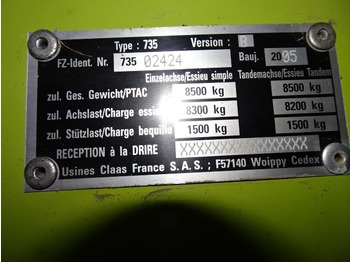 Type : 735 Version : B
FZ-Ident. Nr. 735 02424 Bauj. 2005
Einzelachse/Essieu simple Tandemachse/Essieu Tandem
zul. Ges. Gewicht/PTAC 8500 kg 8500 kg
zul. Achslast/Charge essieu 8300 kg 8200 kg
zul. Stützlast/Charge bequille 1500 kg 1500 kg
RECEPTION à la DRIRE XXXXXXXXXXXXXXXXX
Usines Claas France S.A.S. ; F57140 Woippy Cedex